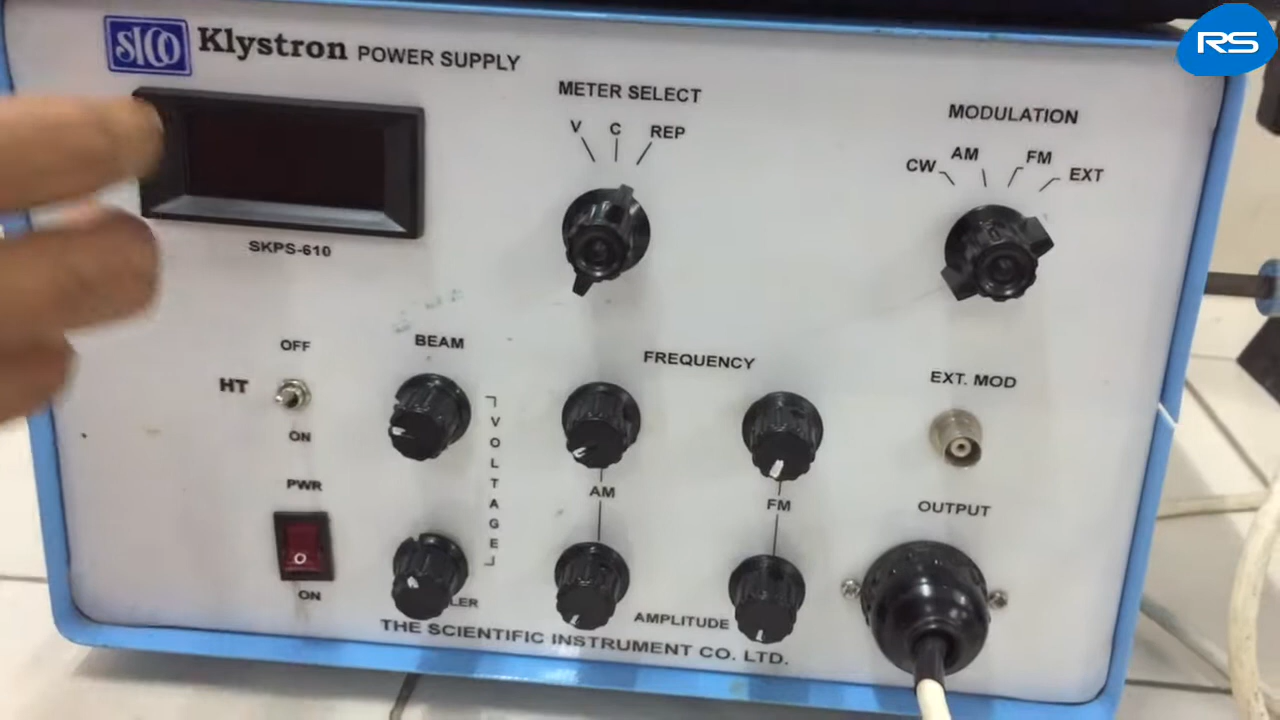 RS
SICO Klystron POWER SUPPLY
METER SELECT
V C REP
MODULATION
CW AM FM EXT
SKPS-610
OFF
HT
ON
BEAM
VOLTAGE
FREQUENCY
EXT. MOD
PWR
O
ON
AM
FM
OUTPUT
AMPLITUDE
THE SCIENTIFIC INSTRUMENT CO. LTD.